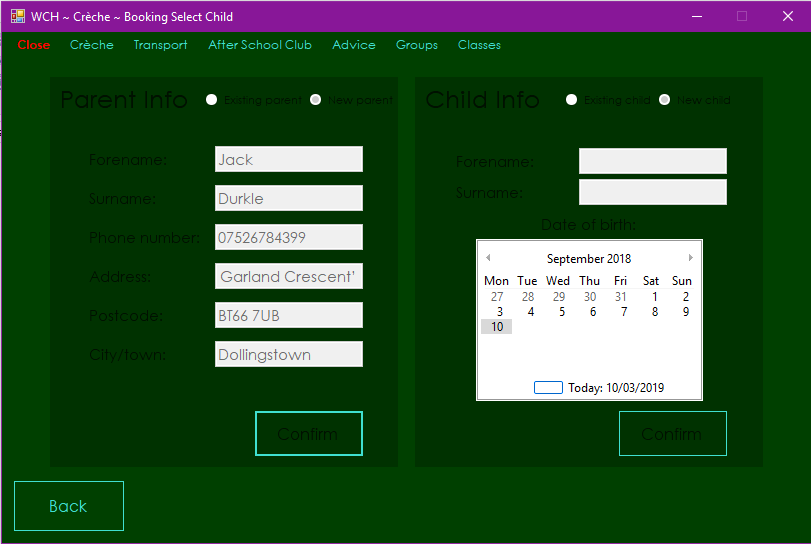 WCH ~ Crèche ~ Booking Select Child
Close Crèche Transport After School Club Advice Groups Classes
Parent Info Existing parent New parent
Forename: Jack
Surname: Durkle
Phone number: 07526784399
Address: Garland Crescent'
Postcode: BT66 7UB
City/town: Dollingstown
Confirm
Child Info Existing child New child
Forename:
Surname:
Date of birth:
September 2018
Mon Tue Wed Thu Fri Sat Sun
27 28 29 30 31 1 2
3 4 5 6 7 8 9
10
Today: 10/03/2019
Confirm
Back